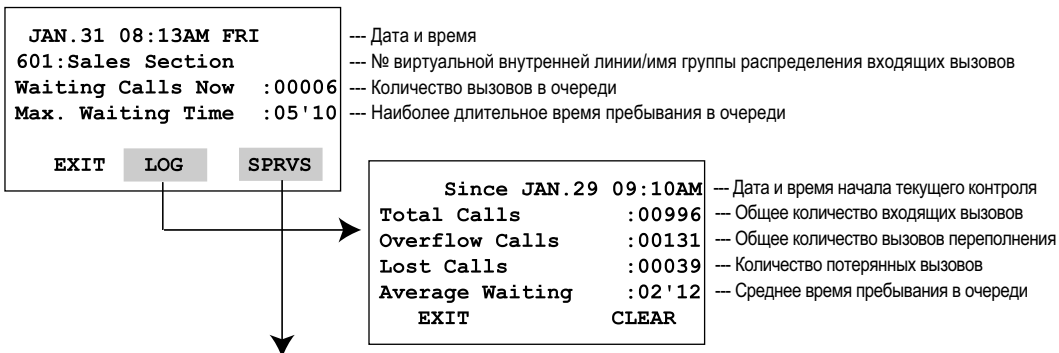 JAN.31 08:13AM FRI --- Дата и время
601:Sales Section --- № виртуальной внутренней линии/имя группы распределения входящих вызовов
Waiting Calls Now :00006 --- Количество вызовов в очереди
Max. Waiting Time :05'10 --- Наиболее длительное время пребывания в очереди
EXIT LOG SPRVS
Since JAN.29 09:10AM --- Дата и время начала текущего контроля
Total Calls :00996 --- Общее количество входящих вызовов
Overflow Calls :00131 --- Общее количество вызовов переполнения
Lost Calls :00039 --- Количество потерянных вызовов
Average Waiting :02'12 --- Среднее время пребывания в очереди
EXIT CLEAR